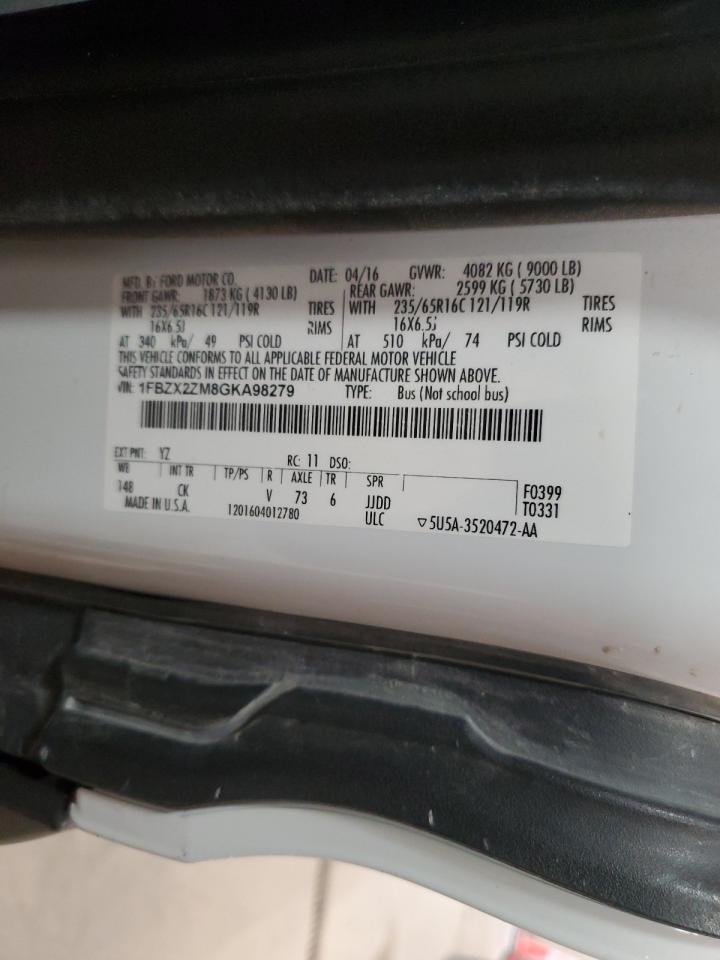 MFD. BY FORD MOTOR CO. DATE: 04/16 GVWR: 4082 KG ( 9000 LB)
FRONT GAWR: 1873 KG ( 4130 LB) REAR GAWR: 2599 KG ( 5730 LB)
WITH 235/65R16C 121/119R TIRES WITH 235/65R16C 121/119R TIRES
16X6.5J RIMS 16X6.5J RIMS
AT 340 kPa/ 49 PSI COLD AT 510 kPa/ 74 PSI COLD
THIS VEHICLE CONFORMS TO ALL APPLICABLE FEDERAL MOTOR VEHICLE
SAFETY STANDARDS IN EFFECT ON THE DATE OF MANUFACTURE SHOWN ABOVE.
VIN: 1FBZX2ZM8GKA98279 TYPE: Bus (Not school bus)
EXT PNT: YZ RC: 11 DSO:
WB INT TR TP/PS R AXLE TR SPR
148 CK V 73 6 JJDD F0399
MADE IN U.S.A. 1201604012780 ULC ▽5U5A-3520472-AA T0331